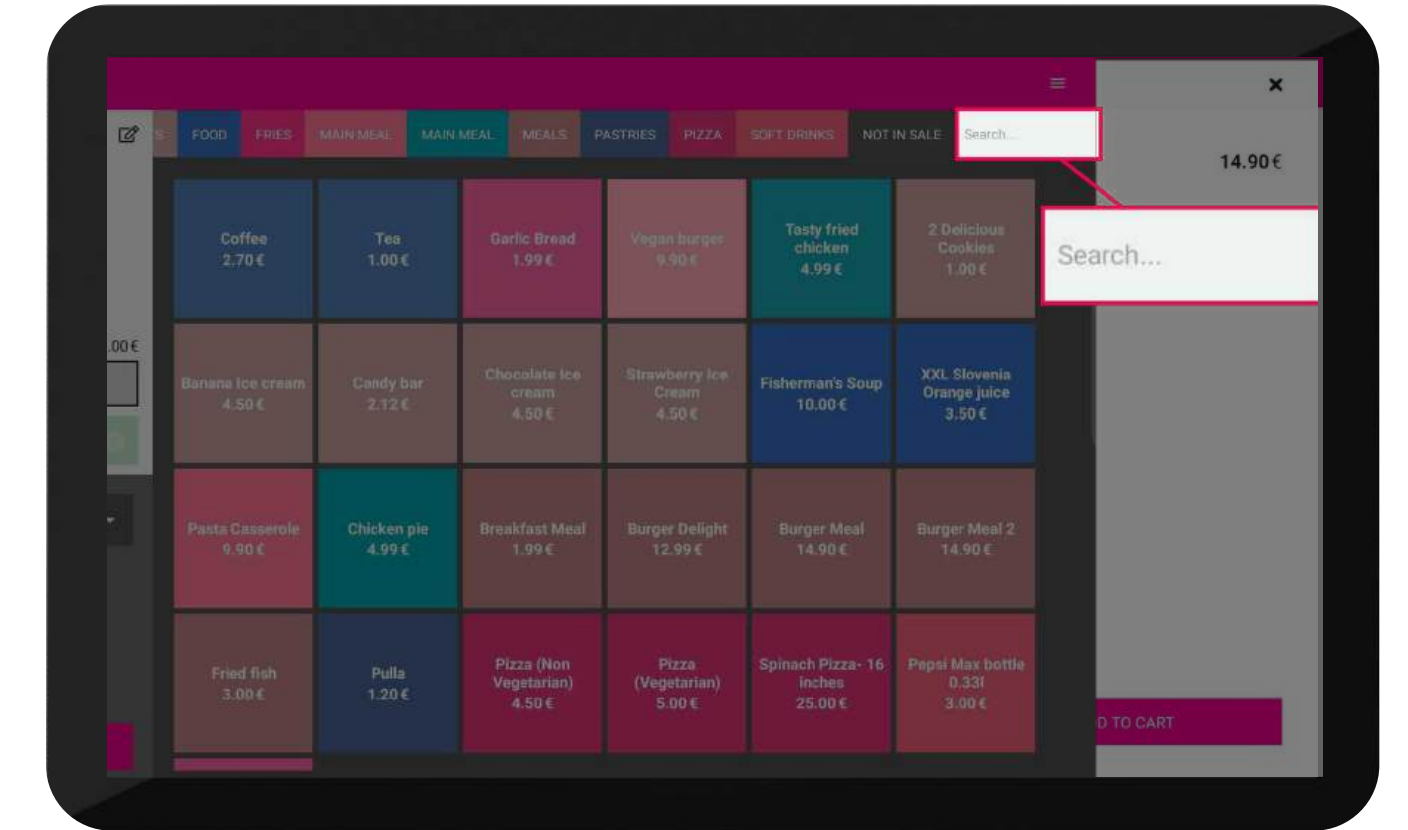 S
FOOD
FRIES
MAIN MEAL
MAIN MEAL
MEALS
PASTRIES
PIZZA
SOFT DRINKS
NOT IN SALE
Search...
14.90 €
Search...
Coffee
2.70 €
Tea
1.00 €
Garlic Bread
1.99 €
Vegan burger
9.90 €
Tasty fried
chicken
4.99 €
2 Delicious
Cookies
1.00 €
.00 €
Banana Ice cream
4.50 €
Candy bar
2.12 €
Chocolate Ice
cream
4.50 €
Strawberry Ice
Cream
4.50 €
Fisherman's Soup
10.00 €
XXL Slovenia
Orange juice
3.50 €
Pasta Casserole
9.90 €
Chicken pie
4.99 €
Breakfast Meal
1.99 €
Burger Delight
12.99 €
Burger Meal
14.90 €
Burger Meal 2
14.90 €
Fried fish
3.00 €
Pulla
1.20 €
Pizza (Non
Vegetarian)
4.50 €
Pizza
(Vegetarian)
5.00 €
Spinach Pizza- 16
inches
25.00 €
Pepsi Max bottle
0.33l
3.00 €
D TO CART